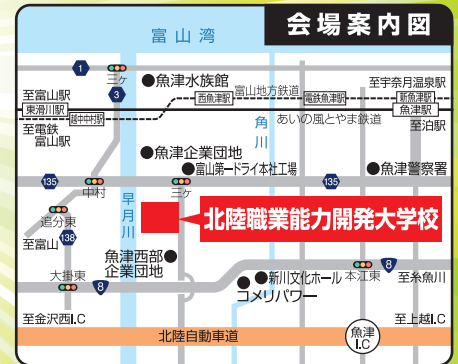 会場案内図
富山湾
1
三ケ
3
●魚津水族館
至富山駅
東滑川駅
至電鉄
富山駅
越中中村駅
西魚津駅
富山地方鉄道
電鉄魚津駅
至宇奈月温泉駅
新魚津駅
魚津駅
あいの風とやま鉄道
至泊駅
角川
●魚津企業団地
●富山第一ドライ本社工場
●魚津警察署
135
中村
三ケ
135
早月川
追分東
至富山
138
北陸職業能力開発大学校
魚津西部●
企業団地
大掛東
8
●新川文化ホール
●コメリパワー
本江東
8
至糸魚川
至金沢西I.C
北陸自動車道
魚津
I.C
至上越I.C